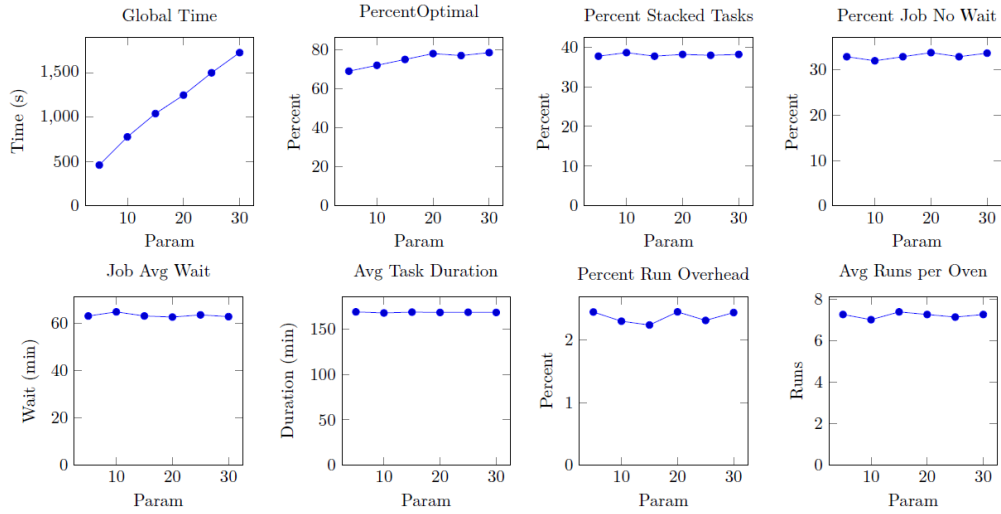 Global Time
Time (s)
1,500
1,000
500
0
10 20 30
Param
PercentOptimal
Percent
80
60
40
20
0
10 20 30
Param
Percent Stacked Tasks
Percent
40
30
20
10
0
10 20 30
Param
Percent Job No Wait
Percent
30
20
10
0
10 20 30
Param
Job Avg Wait
Wait (min)
60
40
20
0
10 20 30
Param
Avg Task Duration
Duration (min)
150
100
50
0
10 20 30
Param
Percent Run Overhead
Percent
2
1
0
10 20 30
Param
Avg Runs per Oven
Runs
8
6
4
2
0
10 20 30
Param